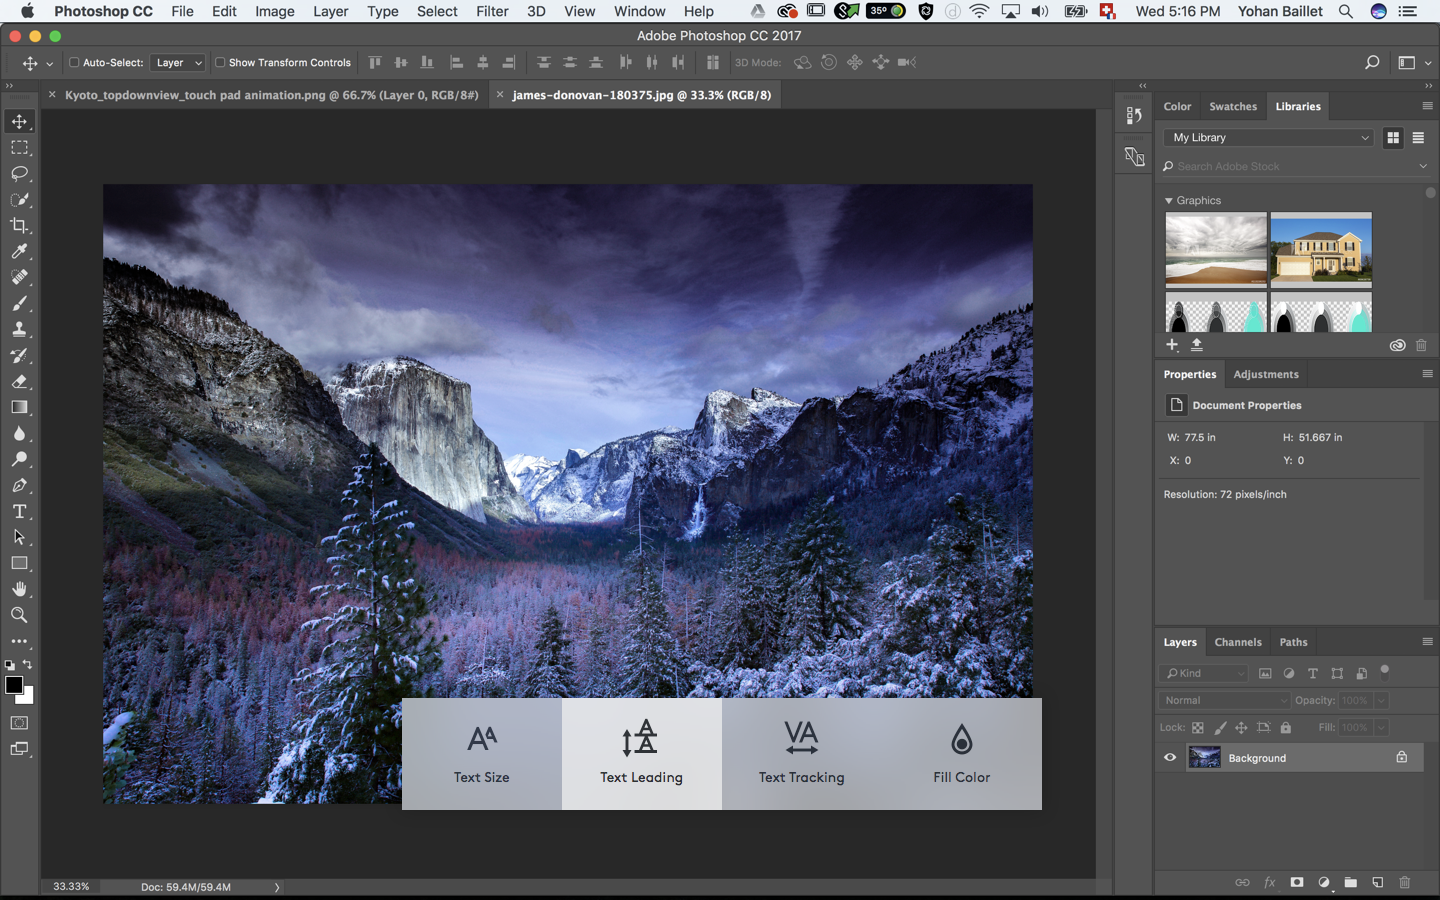 Photoshop CC File Edit Image Layer Type Select Filter 3D View Window Help 35° Wed 5:16 PM Yohan Baillet
Adobe Photoshop CC 2017
Auto-Select: Layer Show Transform Controls 3D Mode:
Kyoto_topdownview_touch pad animation.png @ 66.7% (Layer 0, RGB/8#)
james-donovan-180375.jpg @ 33.3% (RGB/8)
Color Swatches Libraries
My Library
Search Adobe Stock
Graphics
Properties Adjustments
Document Properties
W: 77.5 in H: 51.667 in
X: 0 Y: 0
Resolution: 72 pixels/inch
Layers Channels Paths
Kind
Normal Opacity: 100%
Lock: Fill: 100%
Background
fx
Text Size
Text Leading
Text Tracking
Fill Color
33.33% Doc: 59.4M/59.4M